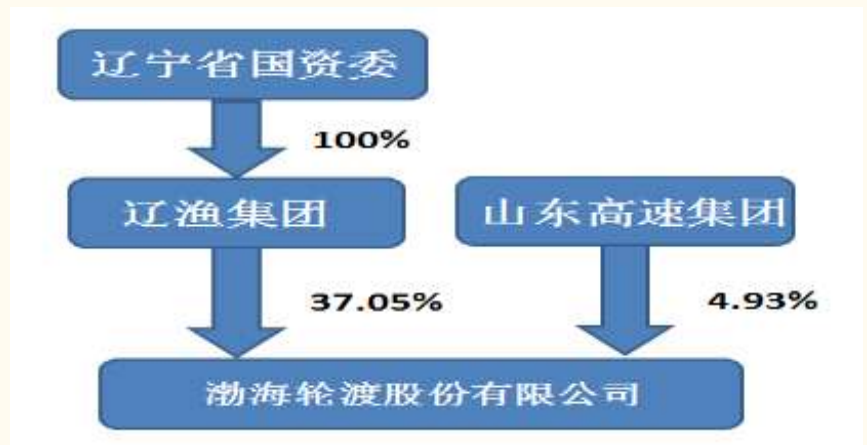 辽宁省国资委
100%
辽渔集团
山东高速集团
37.05%
4.93%
渤海轮渡股份有限公司